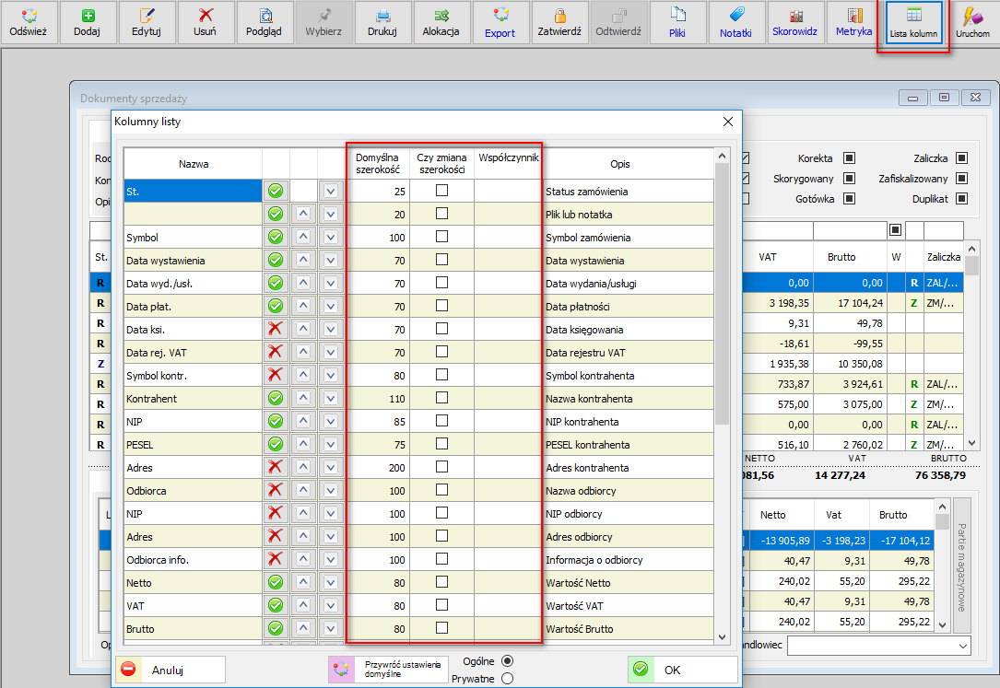 Odśwież Dodaj Edytuj Usuń Podgląd Wybierz Drukuj Alokacja Export Zatwierdź Odtwierdź Pliki Notatki Skorowidz Metryka Lista kolumn Uruchom
Dokumenty sprzedaży
Kolumny listy
Nazwa Domyślna szerokość Czy zmiana szerokości Współczynnik Opis
St. 25 Status zamówienia
20 Plik lub notatka
Symbol 100 Symbol zamówienia
Data wystawienia 70 Data wystawienia
Data wyd./usł. 70 Data wydania/usługi
Data płat. 70 Data płatności
Data ksi. 70 Data księgowania
Data rej. VAT 70 Data rejestru VAT
Symbol kontr. 80 Symbol kontrahenta
Kontrahent 110 Nazwa kontrahenta
NIP 85 NIP kontrahenta
PESEL 75 PESEL kontrahenta
Adres 200 Adres kontrahenta
Odbiorca 100 Nazwa odbiorcy
NIP 100 NIP odbiorcy
Adres 100 Adres odbiorcy
Odbiorca info. 100 Informacja o odbiorcy
Netto 80 Wartość Netto
VAT 80 Wartość VAT
Brutto 80 Wartość Brutto
Anuluj
Przywróć ustawienia
domyślne
Ogólne
Prywatne
OK
Rod
Kon
Opi
St.
R
R
R
R
Z
R
R
R
R
Korekta Zaliczka
Skorygowany Zafiskalizowany
Gotówka Duplikat
VAT Brutto W Zaliczka
0,00 0,00 R ZAL/...
3 198,35 17 104,24 Z ZM/...
9,31 49,78
-18,61 -99,55
1 935,38 10 350,08
733,87 3 924,61 R ZAL/...
575,00 3 075,00 Z ZM/...
0,00 0,00 R ZAL/...
516,10 2 760,02 Z ZM/...
NETTO VAT BRUTTO
081,56 14 277,24 76 358,79
L
Netto Vat Brutto
-13 905,89 -3 198,23 -17 104,12
40,47 9,31 49,78
240,02 55,20 295,22
40,47 9,31 49,78
240,02 55,20 295,22
Partie magazynowe
Op
ndlowiec